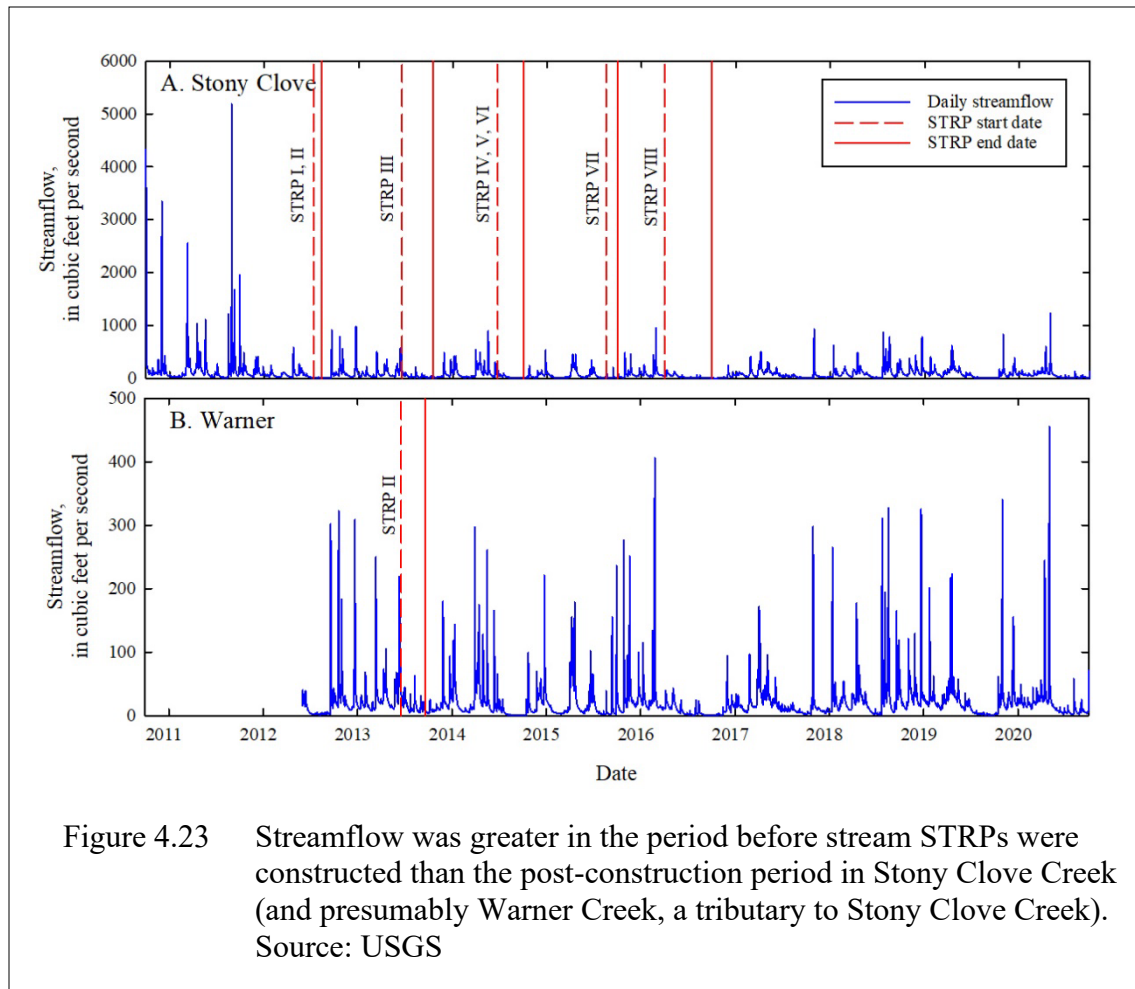 6000
A. Stony Clove
5000
4000
3000
2000
1000
0
Streamflow,
in cubic feet per second
STRP I, II
STRP III
STRP IV, V, VI
STRP VII
STRP VIII
Daily streamflow
STRP start date
STRP end date
500
B. Warner
400
300
200
100
0
Streamflow,
in cubic feet per second
STRP II
2011 2012 2013 2014 2015 2016 2017 2018 2019 2020
Date
Figure 4.23 Streamflow was greater in the period before stream STRPs were
constructed than the post-construction period in Stony Clove Creek
(and presumably Warner Creek, a tributary to Stony Clove Creek).
Source: USGS